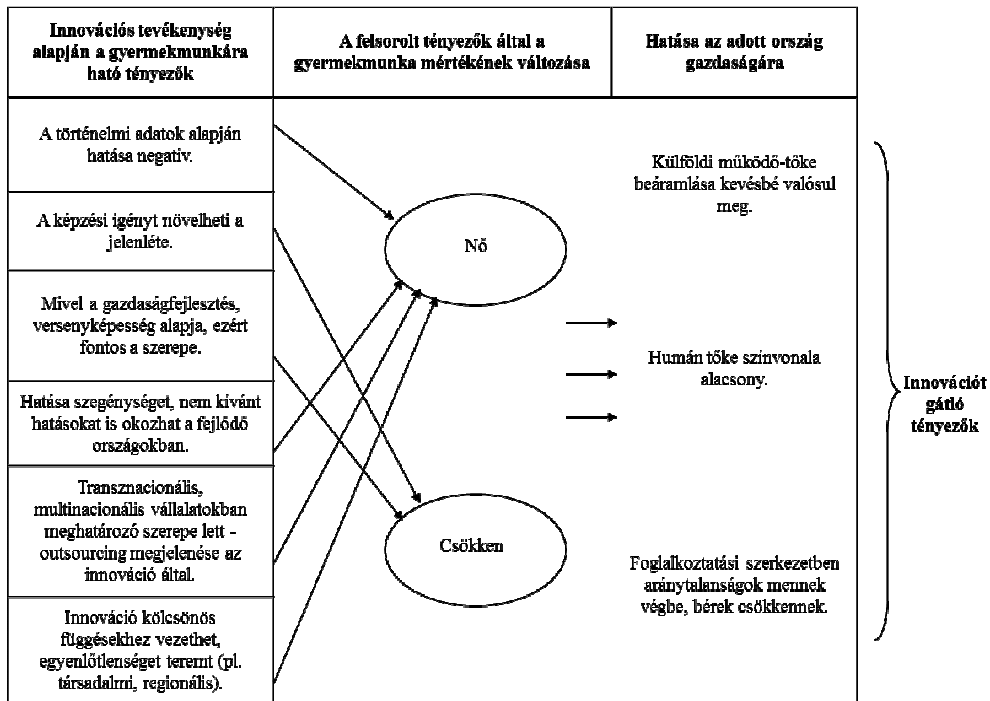 Innovációs tevékenység
alapján a gyermekmunkára
ható tényezők
A felsorolt tényezők által a
gyermekmunka mértékének változása
Hatása az adott ország
gazdaságára
A történelmi adatok alapján
hatása negatív.
A képzési igényt növelheti a
jelenléte.
Mivel a gazdaságfejlesztés,
versenyképesség alapja, ezért
fontos a szerepe.
Hatása szegénységet, nem kívánt
hatásokat is okozhat a fejlődő
országokban.
Transznacionális,
multinacionális vállalatokban
meghatározó szerepe lett -
outsourcing megjelenése az
innováció által.
Innováció kölcsönös
függésekhez vezethet,
egyenlőtlenséget teremt (pl.
társadalmi, regionális).
Nő
Csökken
Külföldi működő-tőke
beáramlása kevésbé valósul
meg.
Humán tőke színvonala
alacsony.
Foglalkoztatási szerkezetben
aránytalanságok mennek
végbe, bérek csökkennek.
Innovációt
gátló
tényezők